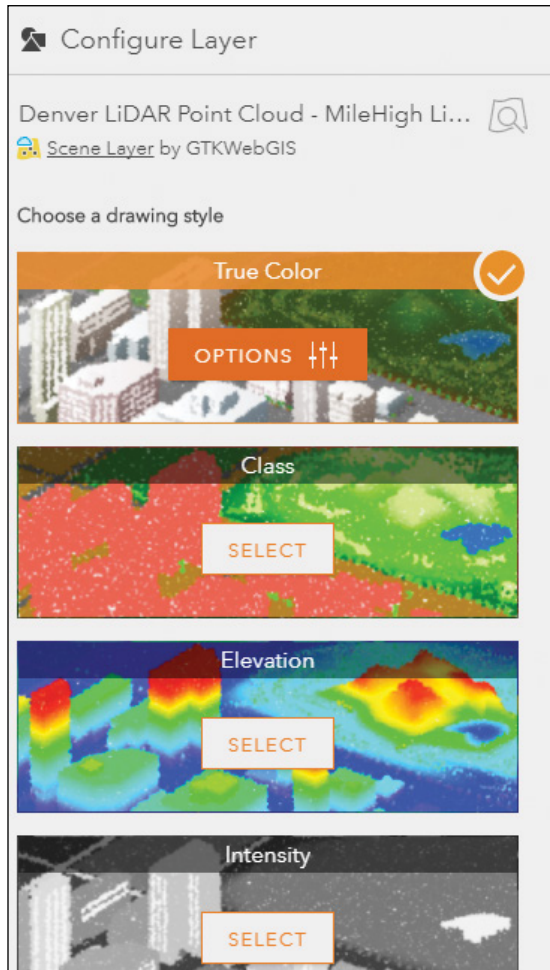 Configure Layer
Denver LiDAR Point Cloud - MileHigh Li...
Scene Layer by GTKWebGIS
Choose a drawing style
True Color
OPTIONS
Class
SELECT
Elevation
SELECT
Intensity
SELECT